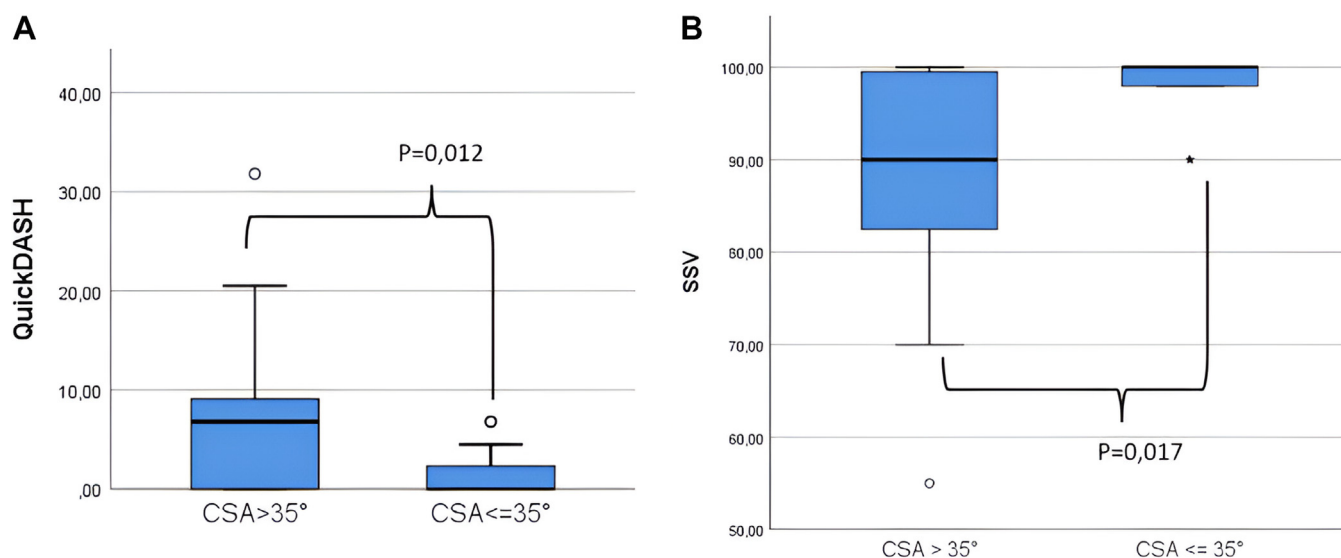 A
QuickDASH
40,00
30,00
20,00
10,00
,00
P=0,012
CSA>35°
CSA<=35°
B
SSV
100,00
90,00
80,00
70,00
60,00
50,00
P=0,017
CSA > 35°
CSA <= 35°